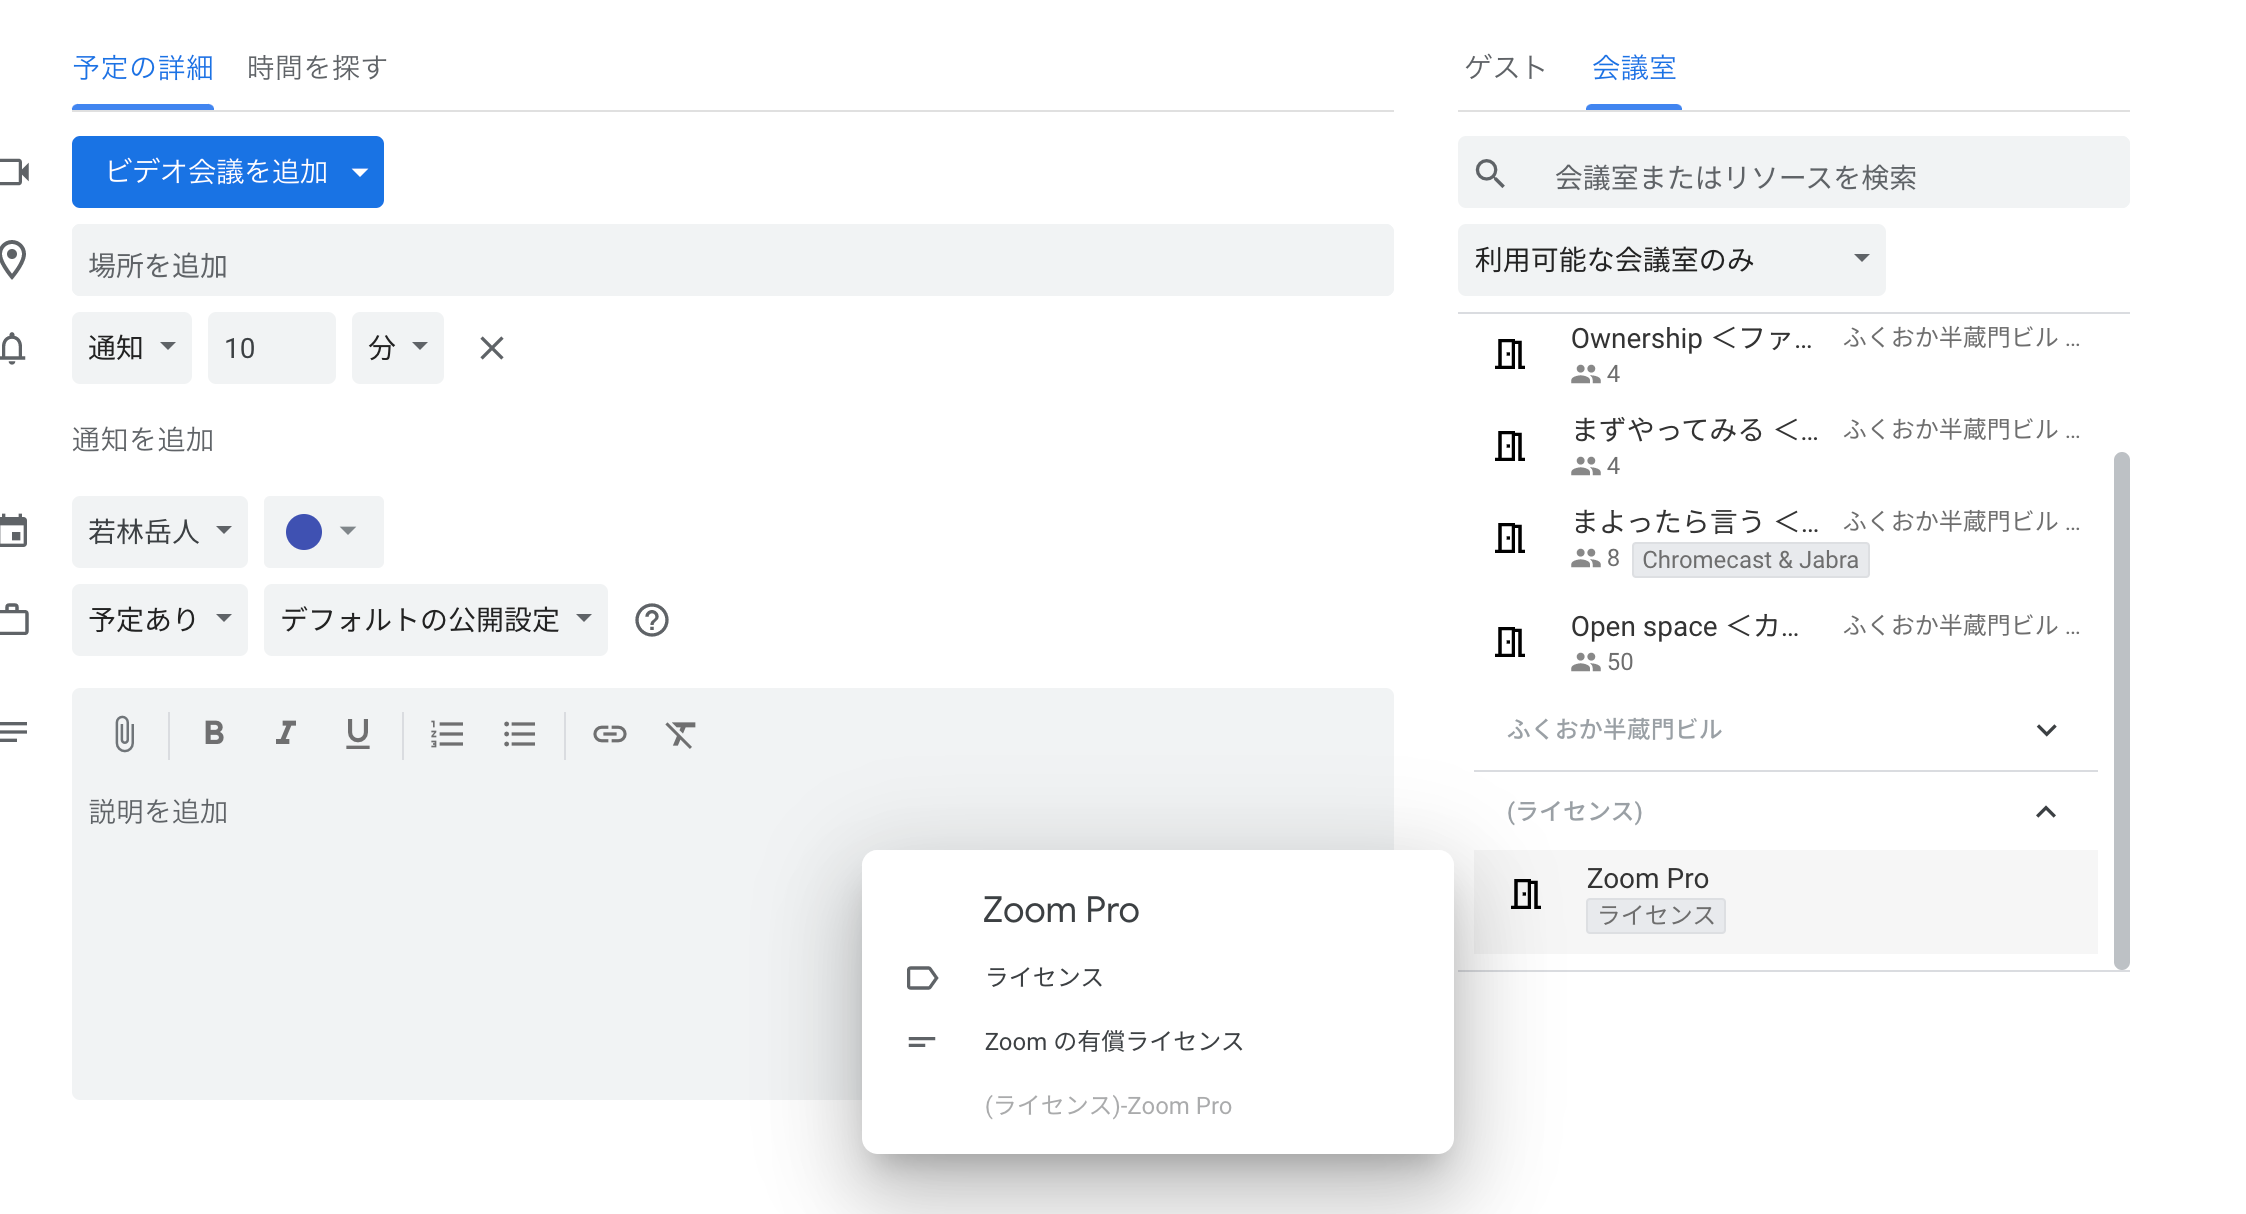 予定の詳細 時間を探す
ビデオ会議を追加
場所を追加
通知 10 分
通知を追加
若林岳人
予定あり デフォルトの公開設定
B I U
説明を追加
ゲスト 会議室
会議室またはリソースを検索
利用可能な会議室のみ
Ownership ＜ファ... ふくおか半蔵門ビル ...
4
まずやってみる ＜... ふくおか半蔵門ビル ...
4
まよったら言う ＜... ふくおか半蔵門ビル ...
8 Chromecast & Jabra
Open space ＜カ... ふくおか半蔵門ビル ...
50
ふくおか半蔵門ビル
(ライセンス)
Zoom Pro
ライセンス
Zoom Pro
ライセンス
Zoom の有償ライセンス
(ライセンス)-Zoom Pro